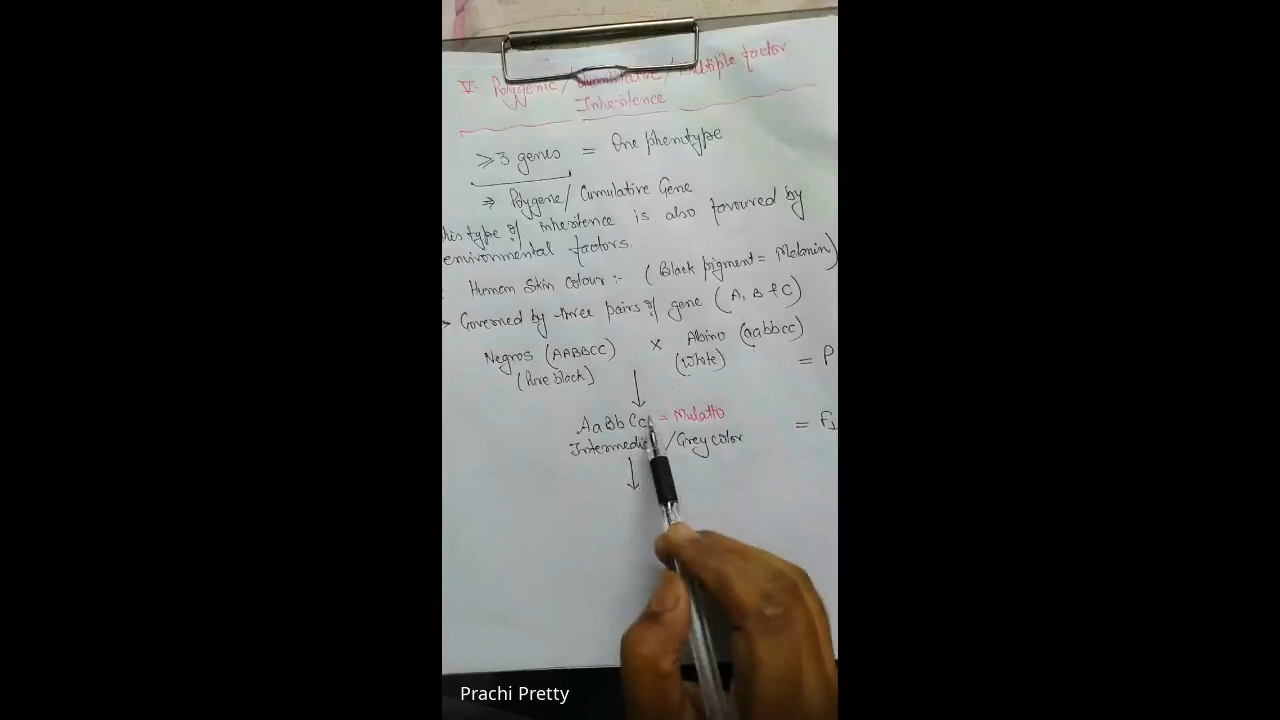 V. Polygenic / Quantitative / Multiple factor
Inheritence
≥3 genes = One phenotype
⇒ Polygene/ Cumulative Gene
his type of inheritence is also favoured by
environmental factors.
: Human Skin Colour :- (Black pigment = Melanin)
→ Governed by three pairs of gene (A, B & C)
Negros (AABBCC) × Albino (aabbcc)
(Pure black) (White) = P
AaBbCc = Mulatto
Intermedi /Grey color = F1
Prachi Pretty